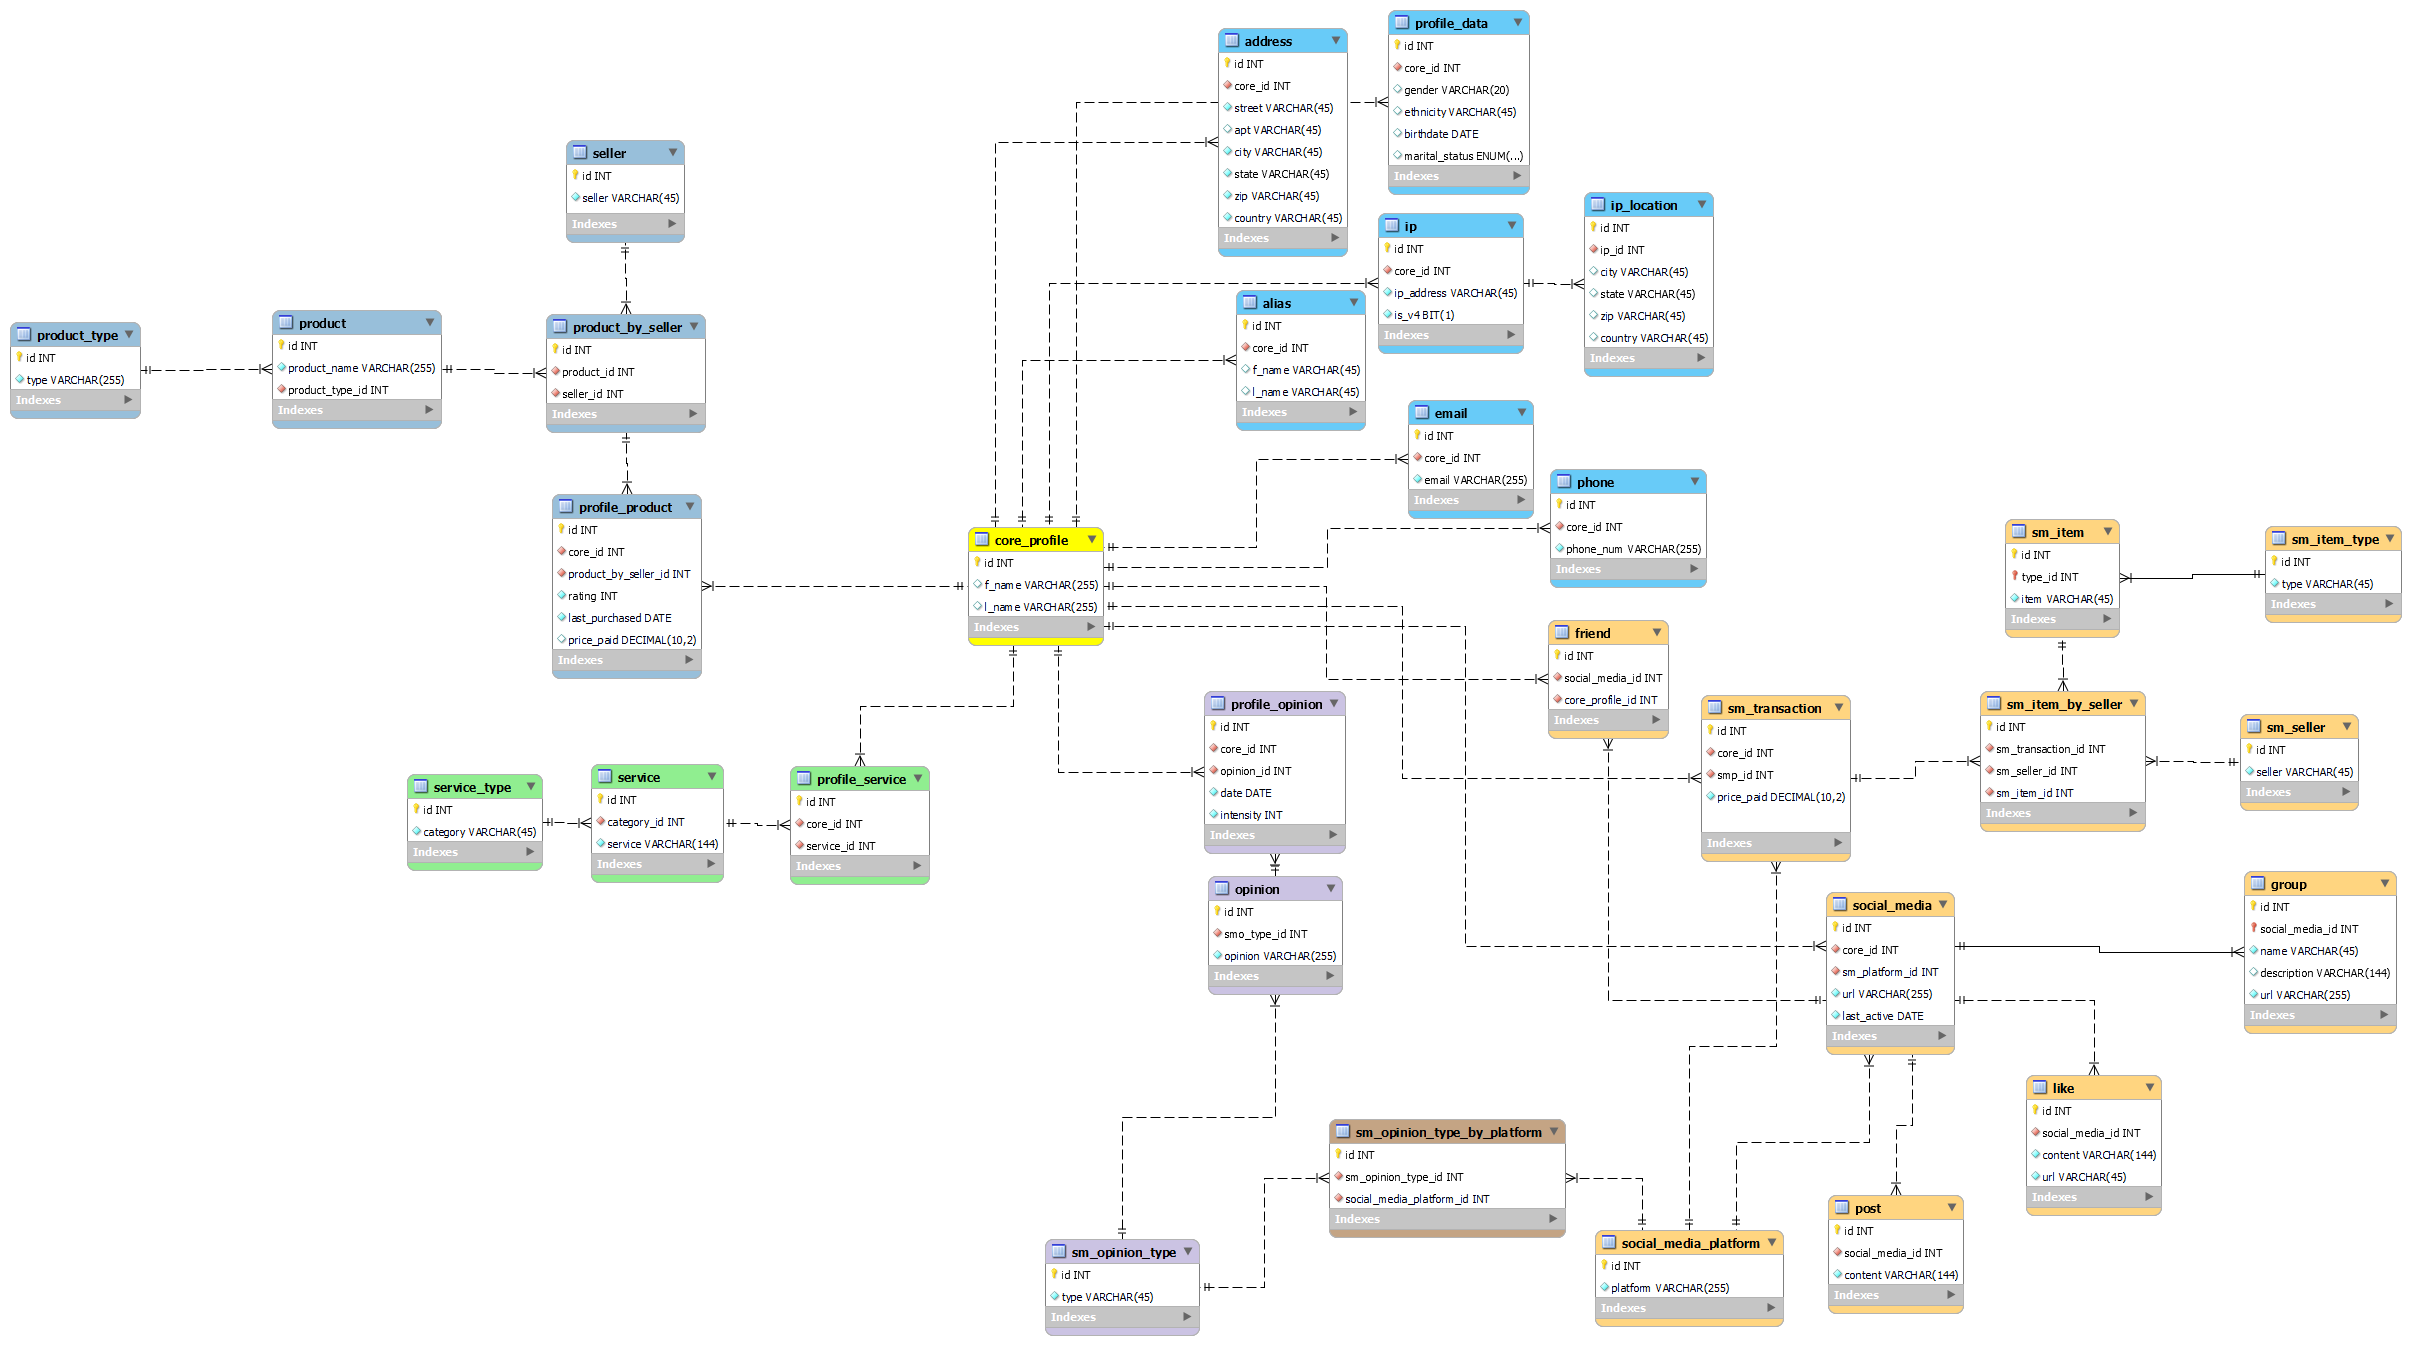 profile_data
id INT
core_id INT
gender VARCHAR(20)
ethnicity VARCHAR(45)
birthdate DATE
marital_status ENUM(...)
Indexes
address
id INT
core_id INT
street VARCHAR(45)
apt VARCHAR(45)
city VARCHAR(45)
state VARCHAR(45)
zip VARCHAR(45)
country VARCHAR(45)
Indexes
seller
id INT
seller VARCHAR(45)
Indexes
ip_location
id INT
ip_id INT
city VARCHAR(45)
state VARCHAR(45)
zip VARCHAR(45)
country VARCHAR(45)
Indexes
ip
id INT
core_id INT
ip_address VARCHAR(45)
is_v4 BIT(1)
Indexes
alias
id INT
core_id INT
f_name VARCHAR(45)
l_name VARCHAR(45)
Indexes
product_type
id INT
type VARCHAR(255)
Indexes
product
id INT
product_name VARCHAR(255)
product_type_id INT
Indexes
product_by_seller
id INT
product_id INT
seller_id INT
Indexes
email
id INT
core_id INT
email VARCHAR(255)
Indexes
phone
id INT
core_id INT
phone_num VARCHAR(255)
Indexes
profile_product
id INT
core_id INT
product_by_seller_id INT
rating INT
last_purchased DATE
price_paid DECIMAL(10,2)
Indexes
core_profile
id INT
f_name VARCHAR(255)
l_name VARCHAR(255)
Indexes
sm_item
id INT
type_id INT
item VARCHAR(45)
Indexes
sm_item_type
id INT
type VARCHAR(45)
Indexes
friend
id INT
social_media_id INT
core_profile_id INT
Indexes
profile_opinion
id INT
core_id INT
opinion_id INT
date DATE
intensity INT
Indexes
sm_transaction
id INT
core_id INT
smp_id INT
price_paid DECIMAL(10,2)
Indexes
sm_item_by_seller
id INT
sm_transaction_id INT
sm_seller_id INT
sm_item_id INT
Indexes
sm_seller
id INT
seller VARCHAR(45)
Indexes
service_type
id INT
category VARCHAR(45)
Indexes
service
id INT
category_id INT
service VARCHAR(144)
Indexes
profile_service
id INT
core_id INT
service_id INT
Indexes
opinion
id INT
smo_type_id INT
opinion VARCHAR(255)
Indexes
social_media
id INT
core_id INT
sm_platform_id INT
url VARCHAR(255)
last_active DATE
Indexes
group
id INT
social_media_id INT
name VARCHAR(45)
description VARCHAR(144)
url VARCHAR(255)
Indexes
like
id INT
social_media_id INT
content VARCHAR(144)
url VARCHAR(45)
Indexes
sm_opinion_type_by_platform
id INT
sm_opinion_type_id INT
social_media_platform_id INT
Indexes
post
id INT
social_media_id INT
content VARCHAR(144)
Indexes
sm_opinion_type
id INT
type VARCHAR(45)
Indexes
social_media_platform
id INT
platform VARCHAR(255)
Indexes